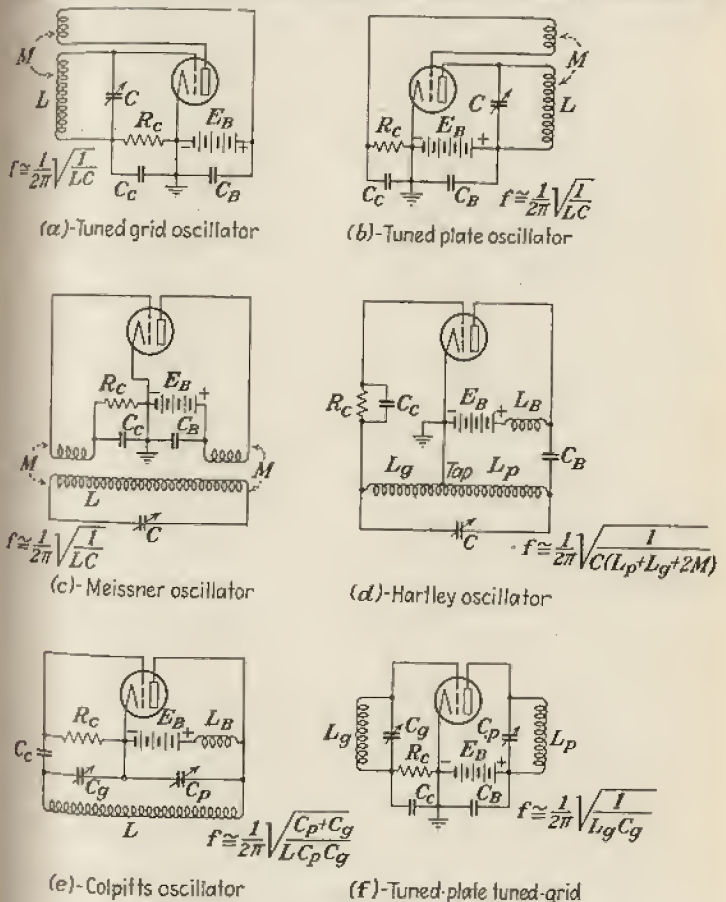 M
L
C
R_C
E_B
- +
C_C
C_B
f≅1/2π√1/LC
(a)-Tuned grid oscillator
M
C
L
R_C
E_B
- +
C_C
C_B
f≅1/2π√1/LC
(b)-Tuned plate oscillator
R_C
E_B
- +
C_C
C_B
M
M
L
C
f≅1/2π√1/LC
(c)-Meissner oscillator
R_C
C_C
E_B
- +
L_B
C_B
L_g
Tap
L_p
C
f≅1/2π√1/C(L_p+L_g+2M)
(d)-Hartley oscillator
R_C
E_B
- +
L_B
C_C
C_g
C_p
L
f≅1/2π√C_p+C_g/LC_pC_g
(e)-Colpitts oscillator
L_g
C_g
C_p
L_p
R_C
E_B
- +
C_C
C_B
f≅1/2π√1/L_gC_g
(f)-Tuned-plate tuned-grid